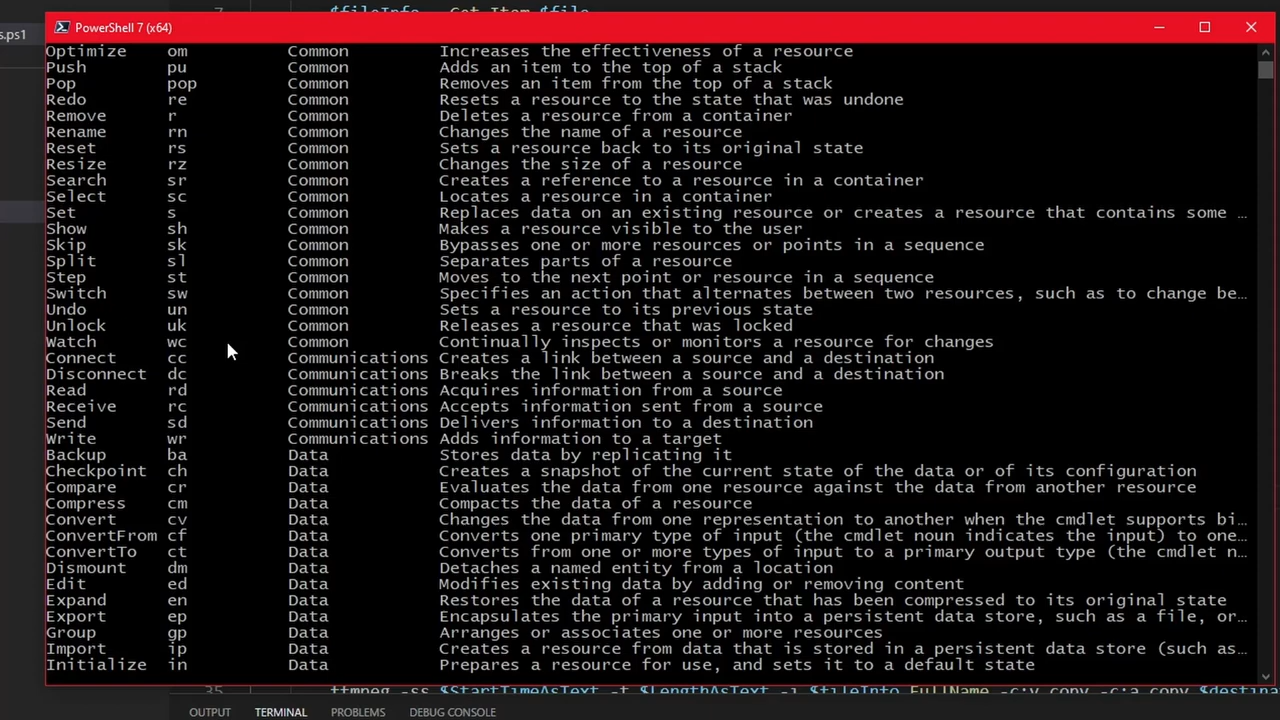 $fileInfo = Get-Item $file
s.ps1
PowerShell 7 (x64)
Optimize om Common Increases the effectiveness of a resource
Push pu Common Adds an item to the top of a stack
Pop pop Common Removes an item from the top of a stack
Redo re Common Resets a resource to the state that was undone
Remove r Common Deletes a resource from a container
Rename rn Common Changes the name of a resource
Reset rs Common Sets a resource back to its original state
Resize rz Common Changes the size of a resource
Search sr Common Creates a reference to a resource in a container
Select sc Common Locates a resource in a container
Set s Common Replaces data on an existing resource or creates a resource that contains some …
Show sh Common Makes a resource visible to the user
Skip sk Common Bypasses one or more resources or points in a sequence
Split sl Common Separates parts of a resource
Step st Common Moves to the next point or resource in a sequence
Switch sw Common Specifies an action that alternates between two resources, such as to change be…
Undo un Common Sets a resource to its previous state
Unlock uk Common Releases a resource that was locked
Watch wc Common Continually inspects or monitors a resource for changes
Connect cc Communications Creates a link between a source and a destination
Disconnect dc Communications Breaks the link between a source and a destination
Read rd Communications Acquires information from a source
Receive rc Communications Accepts information sent from a source
Send sd Communications Delivers information to a destination
Write wr Communications Adds information to a target
Backup ba Data Stores data by replicating it
Checkpoint ch Data Creates a snapshot of the current state of the data or of its configuration
Compare cr Data Evaluates the data from one resource against the data from another resource
Compress cm Data Compacts the data of a resource
Convert cv Data Changes the data from one representation to another when the cmdlet supports bi…
ConvertFrom cf Data Converts one primary type of input (the cmdlet noun indicates the input) to one…
ConvertTo ct Data Converts from one or more types of input to a primary output type (the cmdlet n…
Dismount dm Data Detaches a named entity from a location
Edit ed Data Modifies existing data by adding or removing content
Expand en Data Restores the data of a resource that has been compressed to its original state
Export ep Data Encapsulates the primary input into a persistent data store, such as a file, or…
Group gp Data Arranges or associates one or more resources
Import ip Data Creates a resource from data that is stored in a persistent data store (such as…
Initialize in Data Prepares a resource for use, and sets it to a default state
35 ffmpeg -ss $StartTimeAsText -t $LengthAsText -i $fileInfo.FullName -c:v copy -c:a copy $destina
OUTPUT TERMINAL PROBLEMS DEBUG CONSOLE